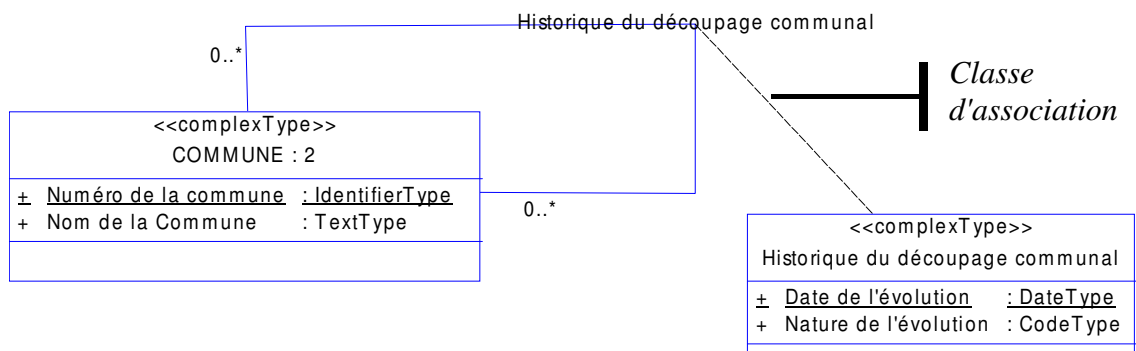 Historique du découpage communal
0..*
Classe
d'association
<<complexType>>
COMMUNE : 2
+ Numéro de la commune : IdentifierType
+ Nom de la Commune : TextType
0..*
<<complexType>>
Historique du découpage communal
+ Date de l'évolution : DateType
+ Nature de l'évolution : CodeType